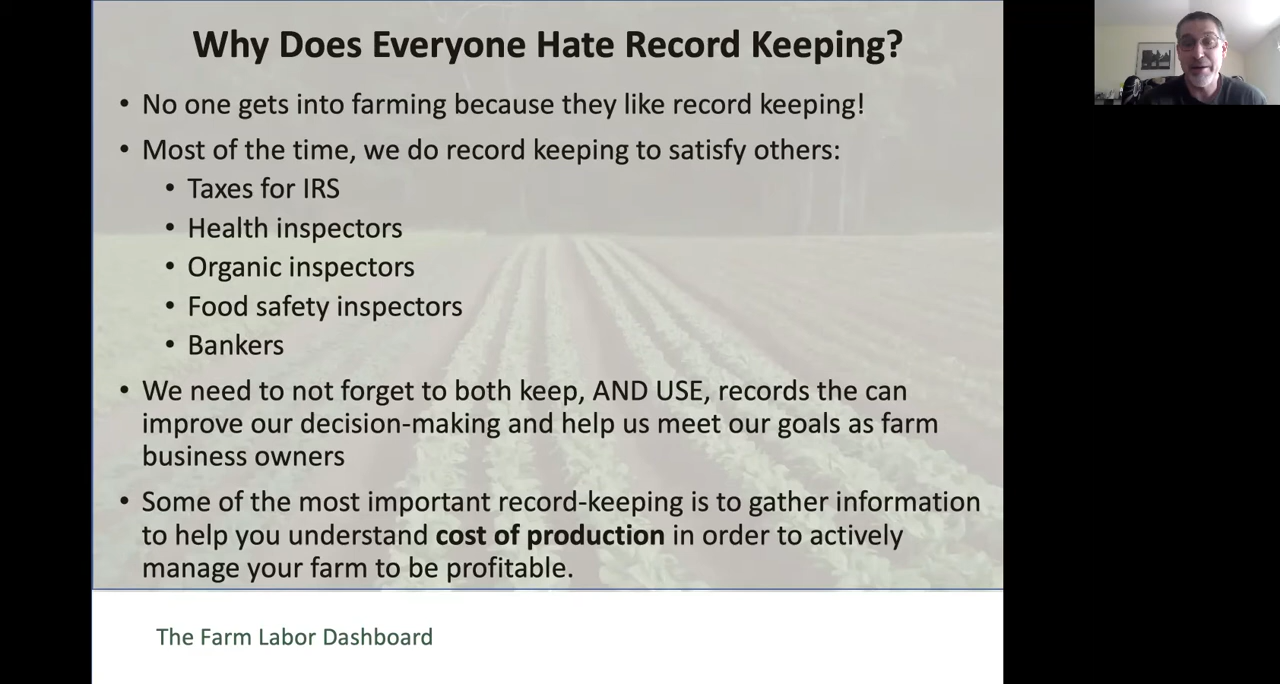 Why Does Everyone Hate Record Keeping?
• No one gets into farming because they like record keeping!
• Most of the time, we do record keeping to satisfy others:
• Taxes for IRS
• Health inspectors
• Organic inspectors
• Food safety inspectors
• Bankers
• We need to not forget to both keep, AND USE, records the can
improve our decision-making and help us meet our goals as farm
business owners
• Some of the most important record-keeping is to gather information
to help you understand cost of production in order to actively
manage your farm to be profitable.
The Farm Labor Dashboard